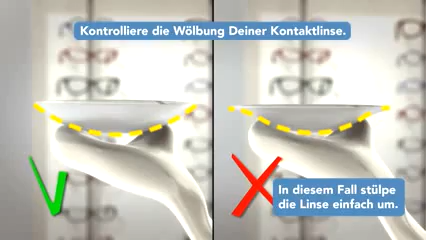 Kontrolliere die Wölbung Deiner Kontaktlinse.
In diesem Fall stülpe
die Linse einfach um.